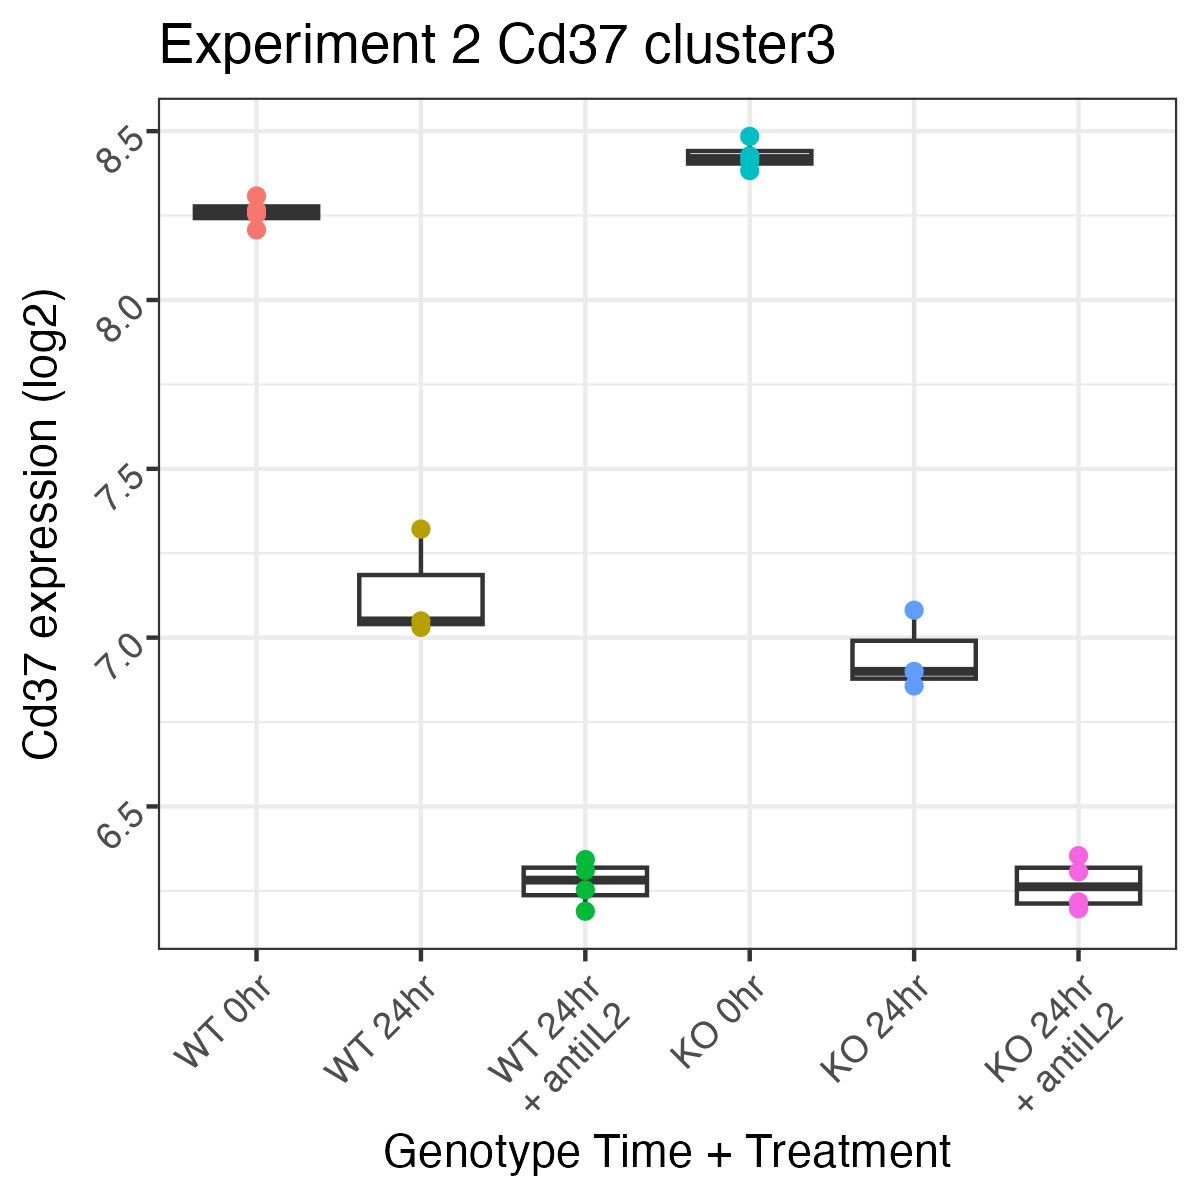 Experiment 2 Cd37 cluster3
Cd37 expression (log2)
8.5
8.0
7.5
7.0
6.5
WT 0hr
WT 24hr
WT 24hr
+ antiIL2
KO 0hr
KO 24hr
KO 24hr
+ antiIL2
Genotype Time + Treatment